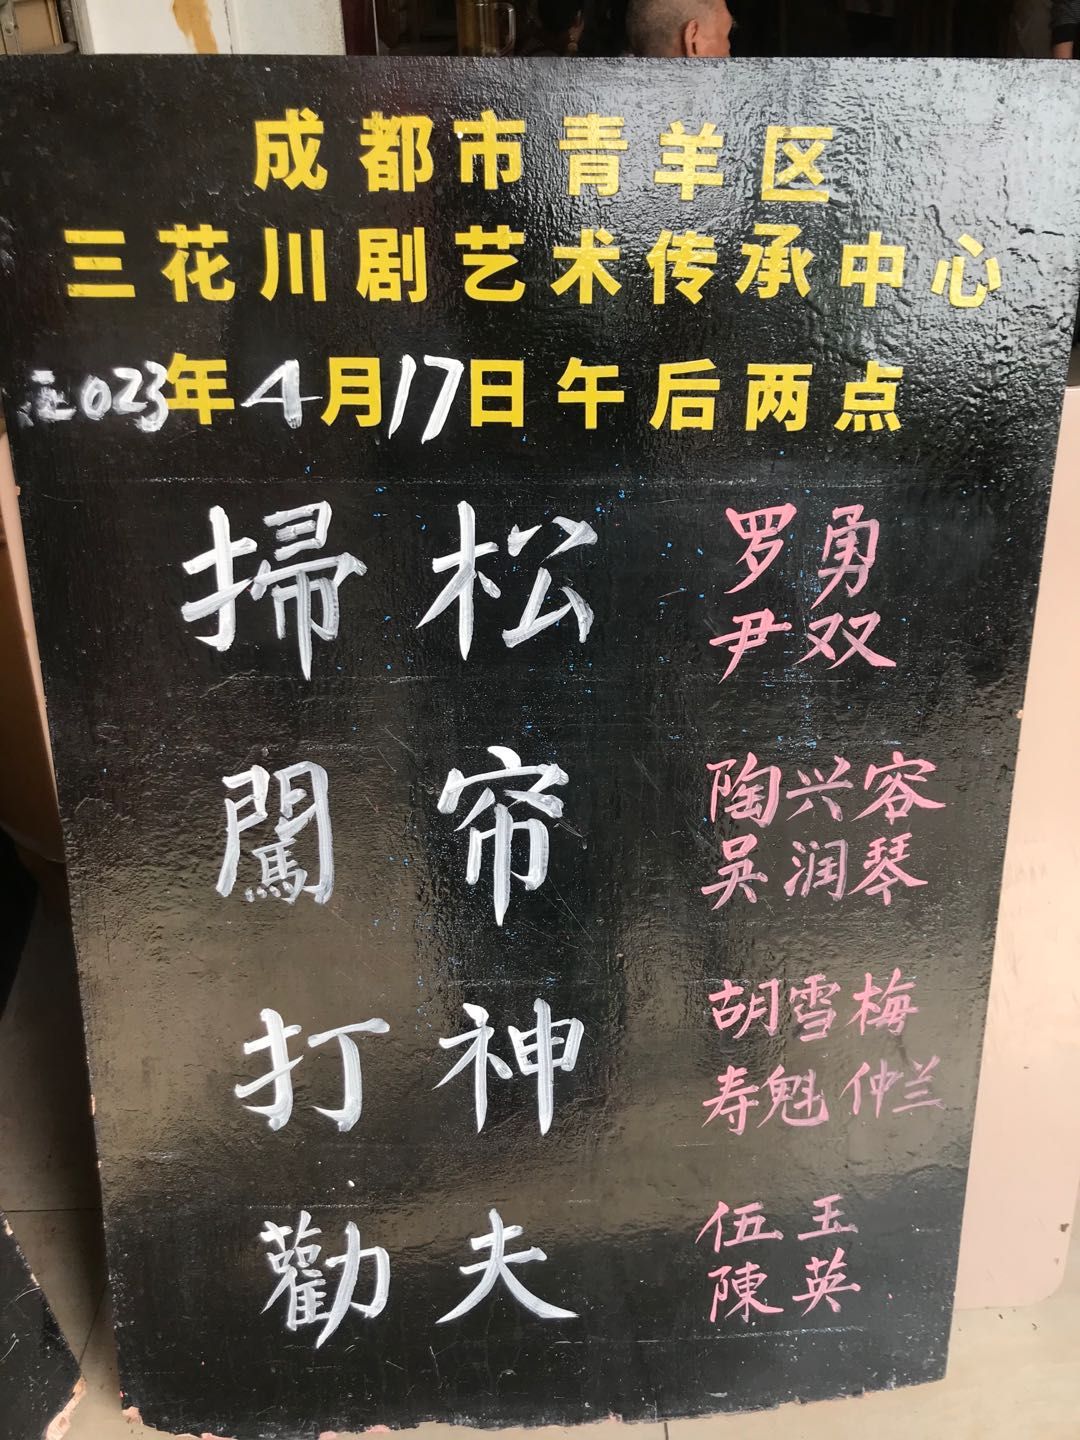 成都市青羊区
三花川剧艺术传承中心
2023年4月17日午后两点
掃松 罗勇
尹双
闖帘 陶兴容
吴润琴
打神 胡雪梅
寿魁 仲兰
勸夫 伍玉
陳英